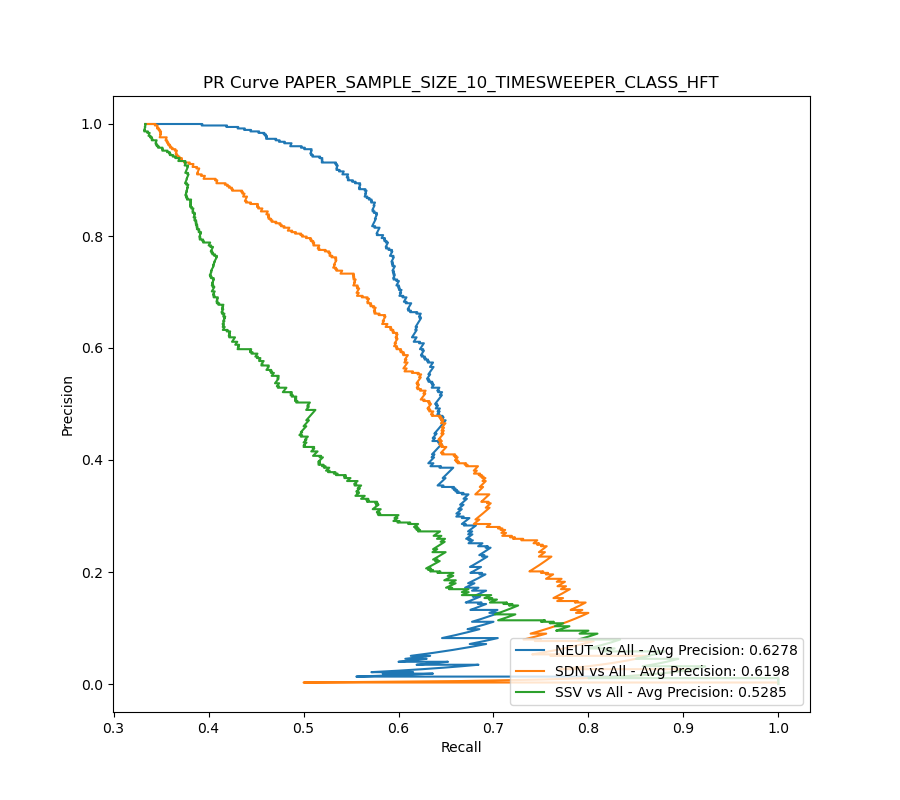 PR Curve PAPER_SAMPLE_SIZE_10_TIMESWEEPER_CLASS_HFT
1.0
0.8
0.6
0.4
0.2
0.0
Precision
NEUT vs All - Avg Precision: 0.6278
SDN vs All - Avg Precision: 0.6198
SSV vs All - Avg Precision: 0.5285
0.3 0.4 0.5 0.6 0.7 0.8 0.9 1.0
Recall